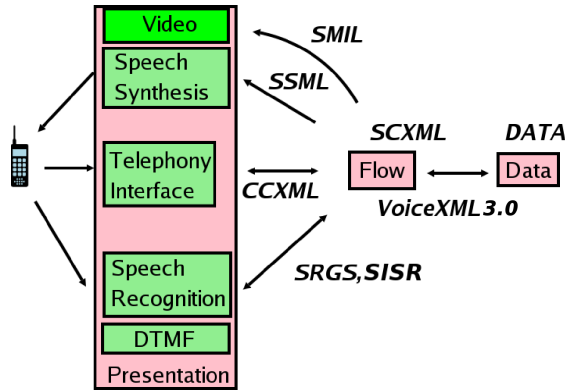 Video
SMIL
Speech
Synthesis
SSML
SCXML
DATA
Telephony
Interface
CCXML
Flow
Data
VoiceXML3.0
Speech
Recognition
SRGS,SISR
DTMF
Presentation